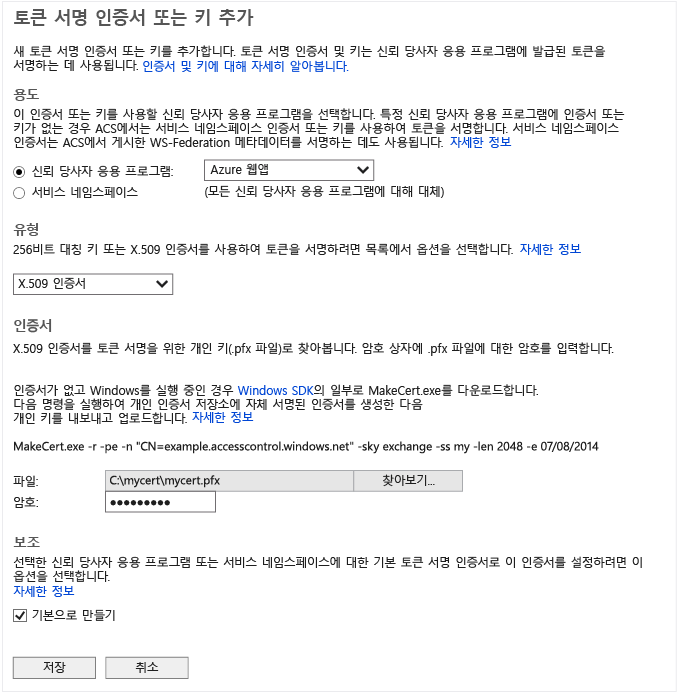 토큰 서명 인증서 또는 키 추가
새 토큰 서명 인증서 또는 키를 추가합니다. 토큰 서명 인증서 및 키는 신뢰 당사자 응용 프로그램에 발급된 토큰을
서명하는 데 사용됩니다. 인증서 및 키에 대해 자세히 알아봅니다.
용도
이 인증서 또는 키를 사용할 신뢰 당사자 응용 프로그램을 선택합니다. 특정 신뢰 당사자 응용 프로그램에 인증서 또는
키가 없는 경우 ACS에서는 서비스 네임스페이스 인증서 또는 키를 사용하여 토큰을 서명합니다. 서비스 네임스페이스
인증서는 ACS에서 게시한 WS-Federation 메타데이터를 서명하는 데도 사용됩니다. 자세한 정보
신뢰 당사자 응용 프로그램: Azure 웹앱
서비스 네임스페이스 (모든 신뢰 당사자 응용 프로그램에 대해 대체)
유형
256비트 대칭 키 또는 X.509 인증서를 사용하여 토큰을 서명하려면 목록에서 옵션을 선택합니다. 자세한 정보
X.509 인증서
인증서
X.509 인증서를 토큰 서명을 위한 개인 키(.pfx 파일)로 찾아봅니다. 암호 상자에 .pfx 파일에 대한 암호를 입력합니다.
인증서가 없고 Windows를 실행 중인 경우 Windows SDK의 일부로 MakeCert.exe를 다운로드합니다.
다음 명령을 실행하여 개인 인증서 저장소에 자체 서명된 인증서를 생성한 다음
개인 키를 내보내고 업로드합니다. 자세한 정보
MakeCert.exe -r -pe -n "CN=example.accesscontrol.windows.net" -sky exchange -ss my -len 2048 -e 07/08/2014
파일: C:\mycert\mycert.pfx 찾아보기...
암호: ●●●●●●●●●
보조
선택한 신뢰 당사자 응용 프로그램 또는 서비스 네임스페이스에 대한 기본 토큰 서명 인증서로 이 인증서를 설정하려면 이
옵션을 선택합니다.
자세한 정보
기본으로 만들기
저장 취소